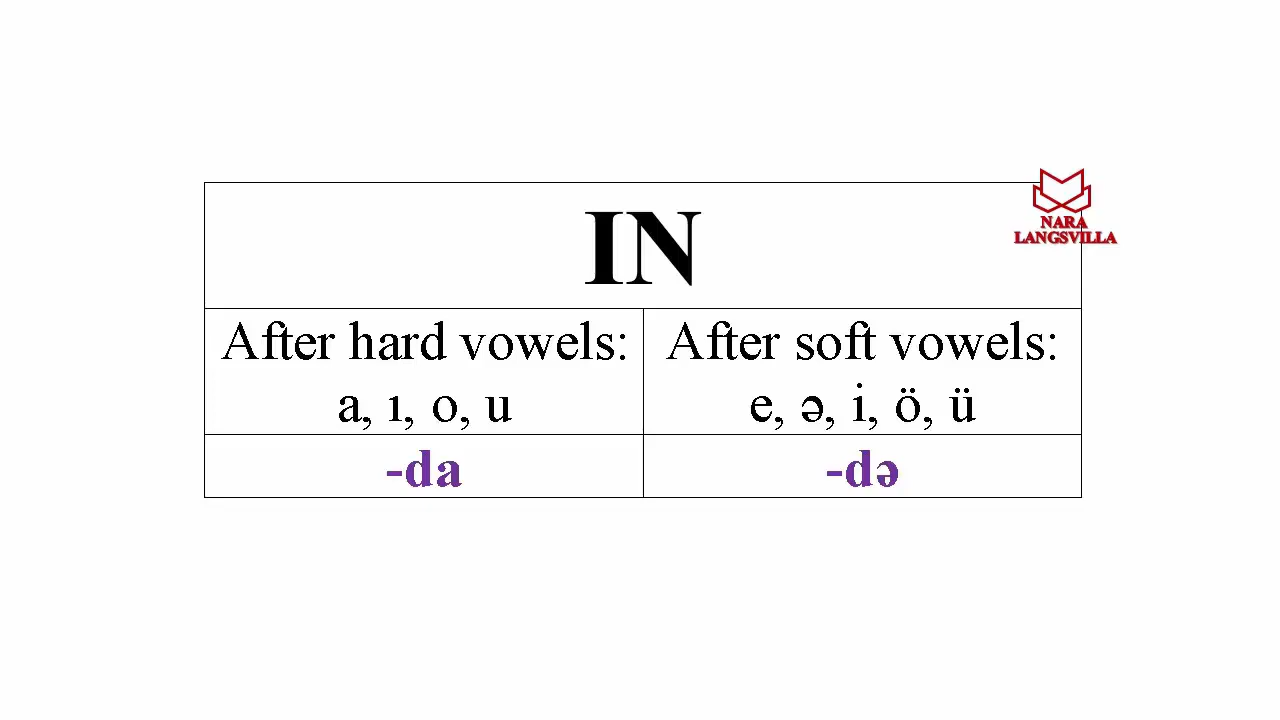 IN
NARA
LANGSVILLA
After hard vowels:
a, ı, o, u
After soft vowels:
e, ə, i, ö, ü
-da
-də